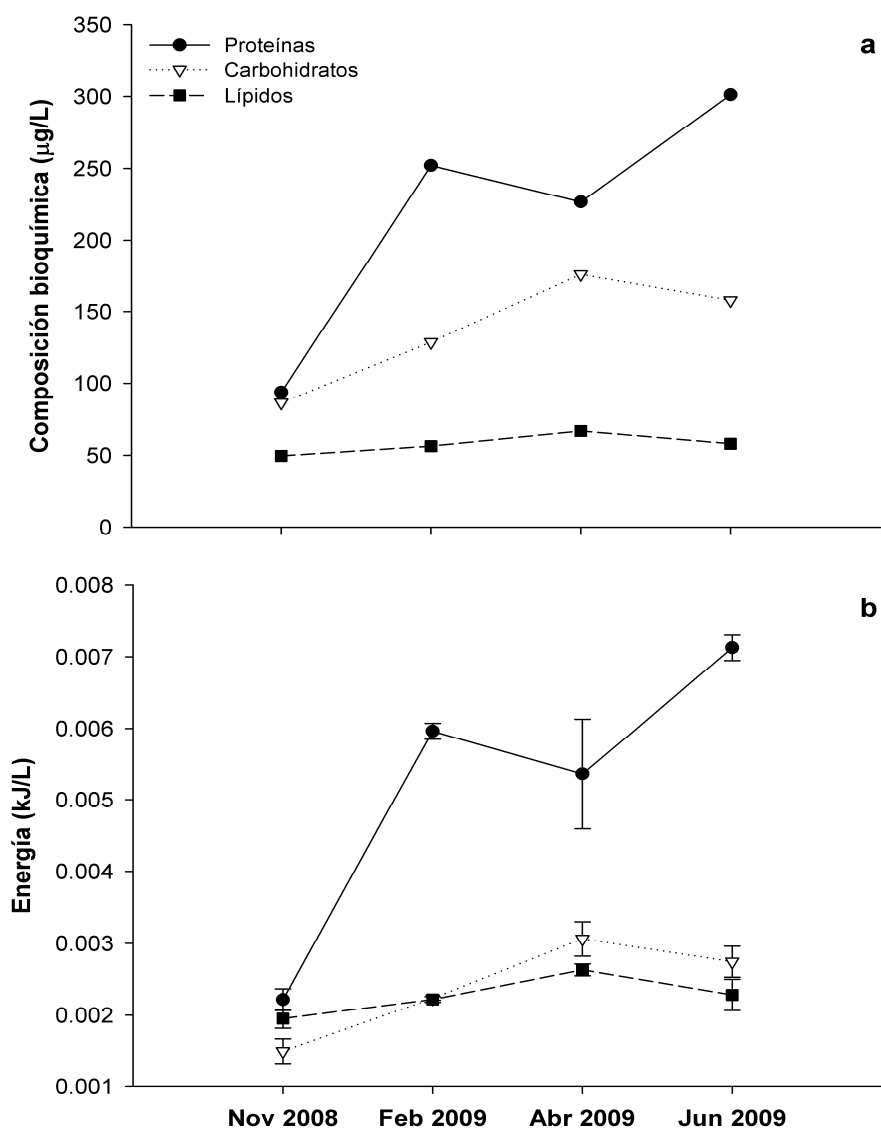 350
300
250
200
150
100
50
0
Composición bioquímica (μg/L)
Proteínas
Carbohidratos
Lípidos
a
0.008
0.007
0.006
0.005
0.004
0.003
0.002
0.001
Energía (kJ/L)
b
Nov 2008 Feb 2009 Abr 2009 Jun 2009